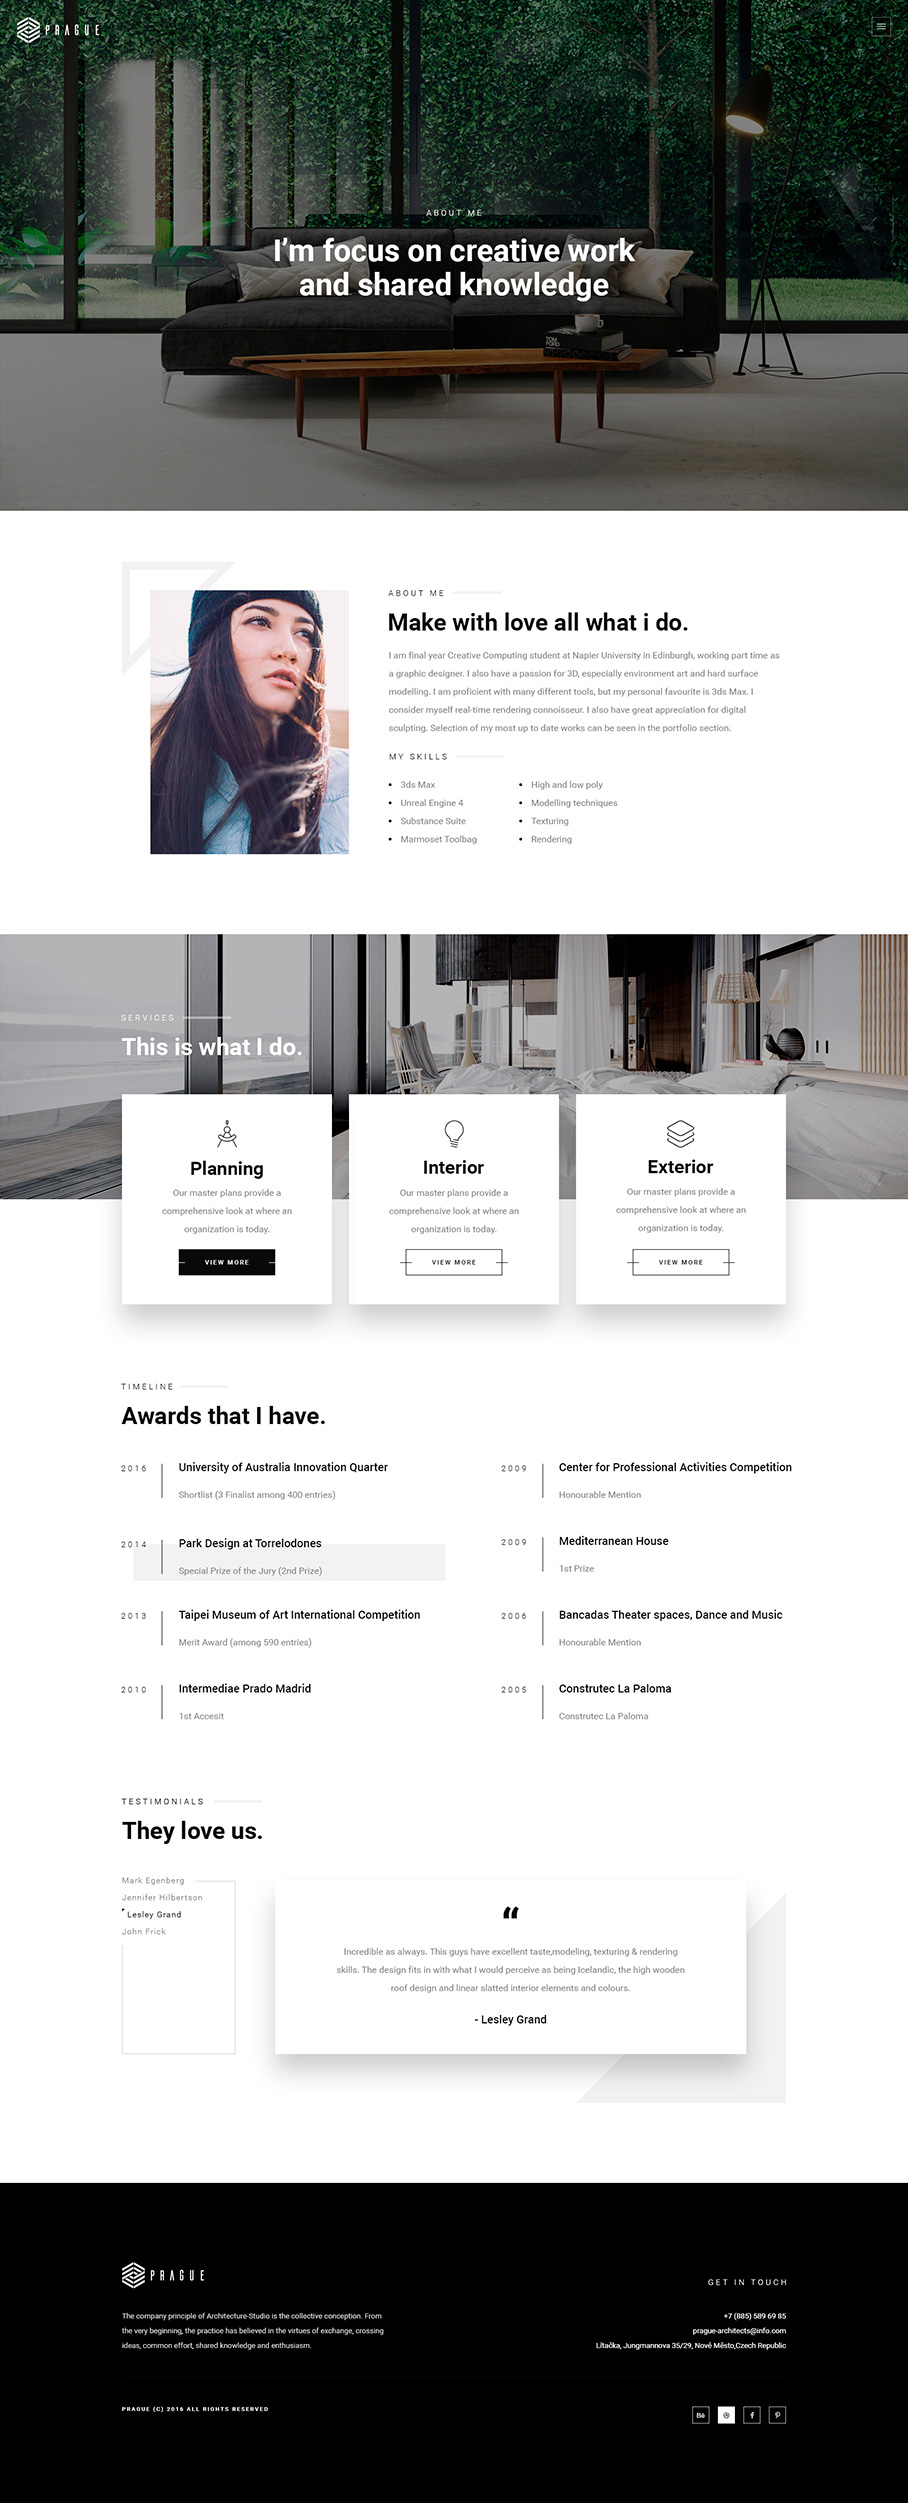 PRAGUE
ABOUT ME
I'm focus on creative work
and shared knowledge
TOM
FORD
ABOUT ME
Make with love all what i do.
I am final year Creative Computing student at Napier University in Edinburgh, working part time as
a graphic designer. I also have a passion for 3D, especially environment art and hard surface
modelling. I am proficient with many different tools, but my personal favourite is 3ds Max. I
consider myself real-time rendering connoisseur. I also have great appreciation for digital
sculpting. Selection of my most up to date works can be seen in the portfolio section.
MY SKILLS
3ds Max
Unreal Engine 4
Substance Suite
Marmoset Toolbag
High and low poly
Modelling techniques
Texturing
Rendering
SERVICES
This is what I do.
Planning
Our master plans provide a
comprehensive look at where an
organization is today.
VIEW MORE
Interior
Our master plans provide a
comprehensive look at where an
organization is today.
VIEW MORE
Exterior
Our master plans provide a
comprehensive look at where an
organization is today.
VIEW MORE
TIMELINE
Awards that I have.
2016
University of Australia Innovation Quarter
Shortlist (3 Finalist among 400 entries)
2014
Park Design at Torrelodones
Special Prize of the Jury (2nd Prize)
2013
Taipei Museum of Art International Competition
Merit Award (among 590 entries)
2010
Intermediae Prado Madrid
1st Accesit
2009
Center for Professional Activities Competition
Honourable Mention
2009
Mediterranean House
1st Prize
2006
Bancadas Theater spaces, Dance and Music
Honourable Mention
2005
Construtec La Paloma
Construtec La Paloma
TESTIMONIALS
They love us.
Mark Egenberg
Jennifer Hilbertson
Lesley Grand
John Frick
“
Incredible as always. This guys have excellent taste,modeling, texturing & rendering
skills. The design fits in with what I would perceive as being Icelandic, the high wooden
roof design and linear slatted interior elements and colours.
- Lesley Grand
PRAGUE
The company principle of Architecture-Studio is the collective conception. From
the very beginning, the practice has believed in the virtues of exchange, crossing
ideas, common effort, shared knowledge and enthusiasm.
GET IN TOUCH
+7 (885) 589 69 85
prague-architects@info.com
Lítačka, Jungmannova 35/29, Nové Město,Czech Republic
PRAGUE (C) 2016 ALL RIGHTS RESERVED
Bē
f